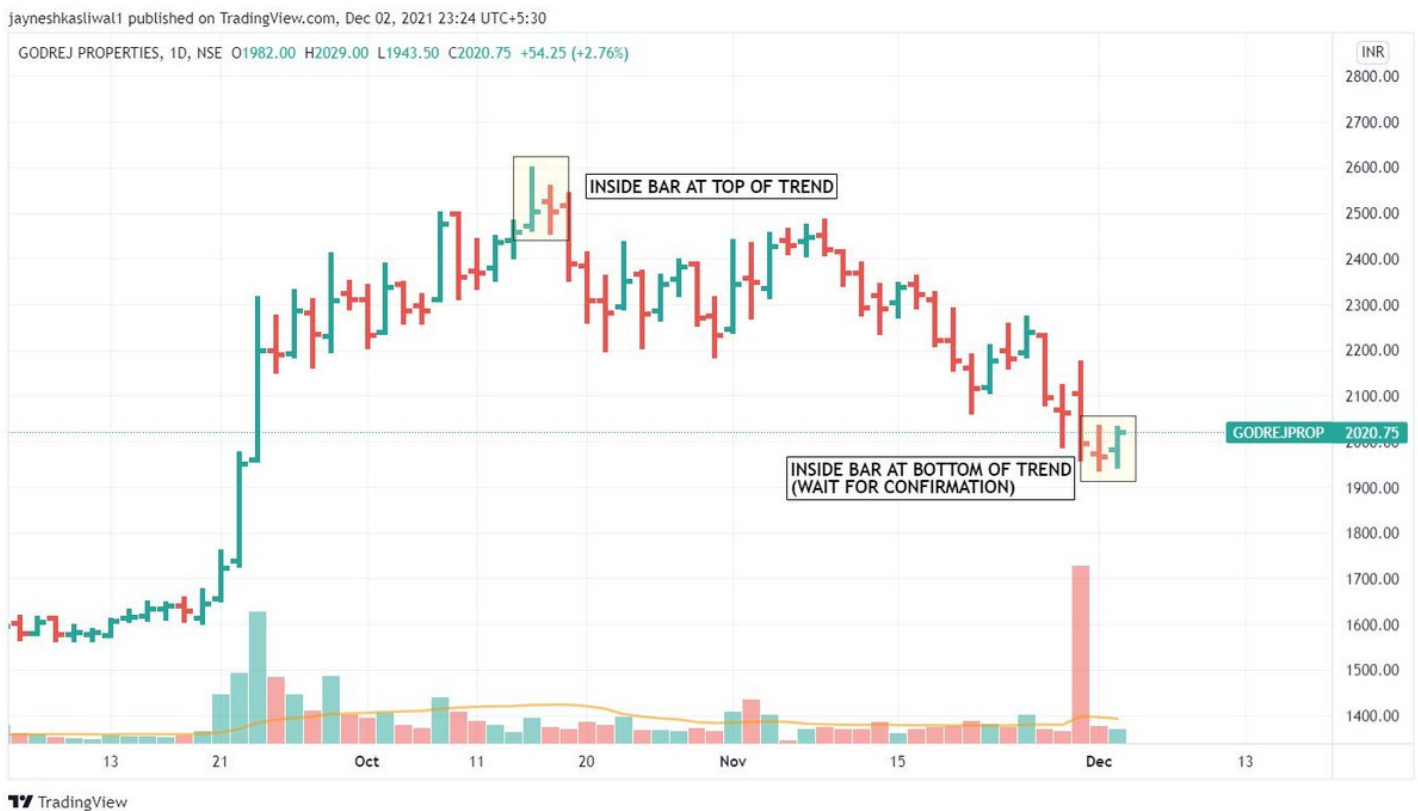 jayneshkasliwal1 published on TradingView.com, Dec 02, 2021 23:24 UTC+5:30
GODREJ PROPERTIES, 1D, NSE O1982.00 H2029.00 L1943.50 C2020.75 +54.25 (+2.76%)
INR
2800.00
2700.00
2600.00
INSIDE BAR AT TOP OF TREND
2500.00
2400.00
2300.00
2200.00
2100.00
GODREJPROP 2020.75
2000.00
INSIDE BAR AT BOTTOM OF TREND
(WAIT FOR CONFIRMATION)
1900.00
1800.00
1700.00
1600.00
1500.00
1400.00
13 21 Oct 11 20 Nov 15 Dec 13
TradingView